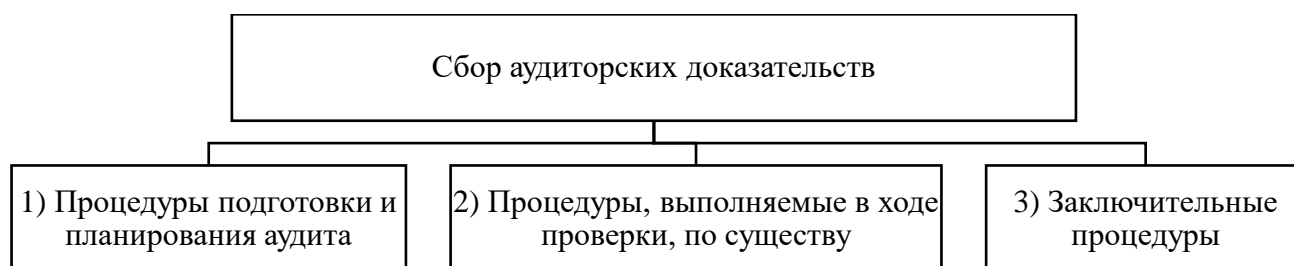 Сбор аудиторских доказательств
1) Процедуры подготовки и
планирования аудита
2) Процедуры, выполняемые в ходе
проверки, по существу
3) Заключительные
процедуры